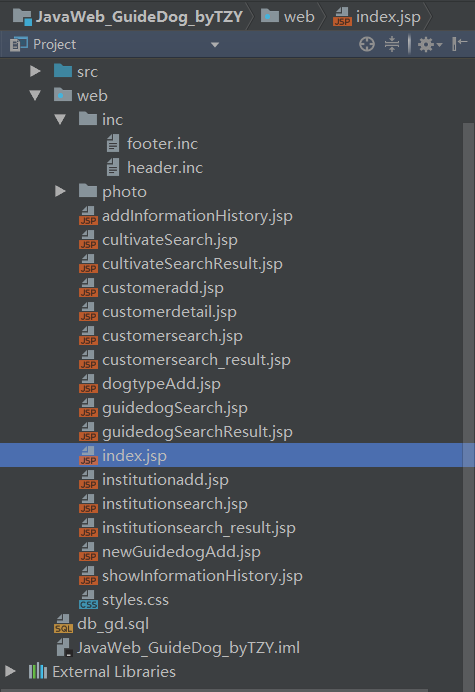 JavaWeb_GuideDog_byTZY web index.jsp
Project
src
web
inc
footer.inc
header.inc
photo
addInformationHistory.jsp
cultivateSearch.jsp
cultivateSearchResult.jsp
customeradd.jsp
customerdetail.jsp
customersearch.jsp
customersearch_result.jsp
dogtypeAdd.jsp
guidedogSearch.jsp
guidedogSearchResult.jsp
index.jsp
institutionadd.jsp
institutionsearch.jsp
institutionsearch_result.jsp
newGuidedogAdd.jsp
showInformationHistory.jsp
styles.css
db_gd.sql
JavaWeb_GuideDog_byTZY.iml
External Libraries